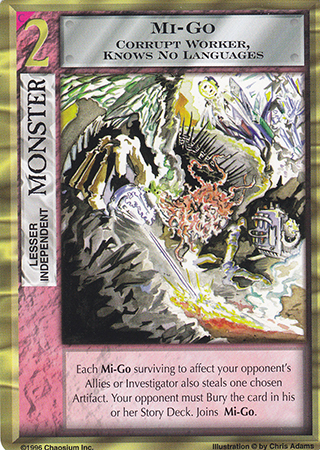 2
Mi-Go
Corrupt Worker,
Knows No Languages
LESSER
INDEPENDENT
MONSTER
Each Mi-Go surviving to affect your opponent's
Allies or Investigator also steals one chosen
Artifact. Your opponent must Bury the card in his
or her Story Deck. Joins Mi-Go.
©1996 Chaosium Inc.
Illustration © by Chris Adams